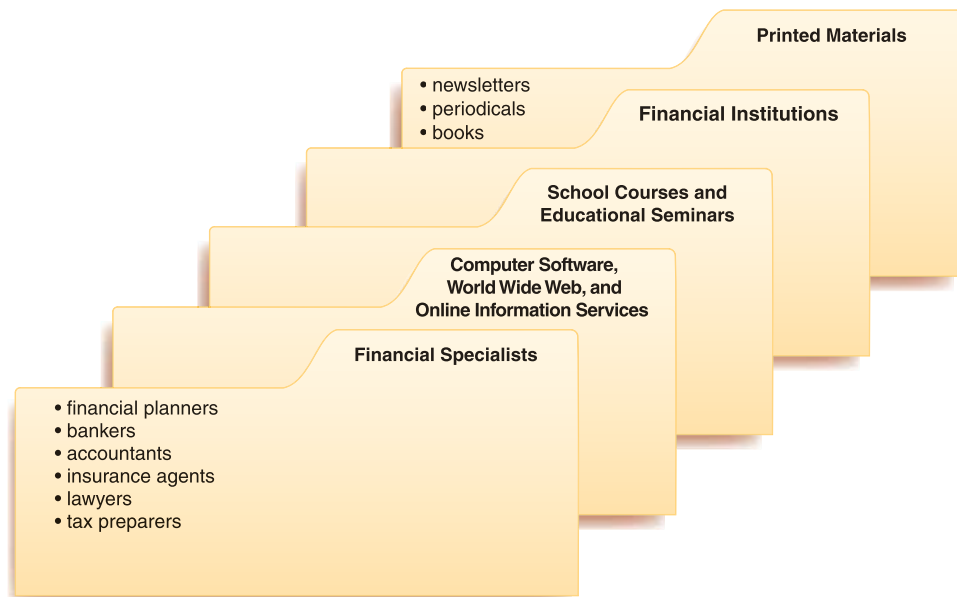 Printed Materials
• newsletters
• periodicals
• books
Financial Institutions
School Courses and
Educational Seminars
Computer Software,
World Wide Web, and
Online Information Services
Financial Specialists
• financial planners
• bankers
• accountants
• insurance agents
• lawyers
• tax preparers